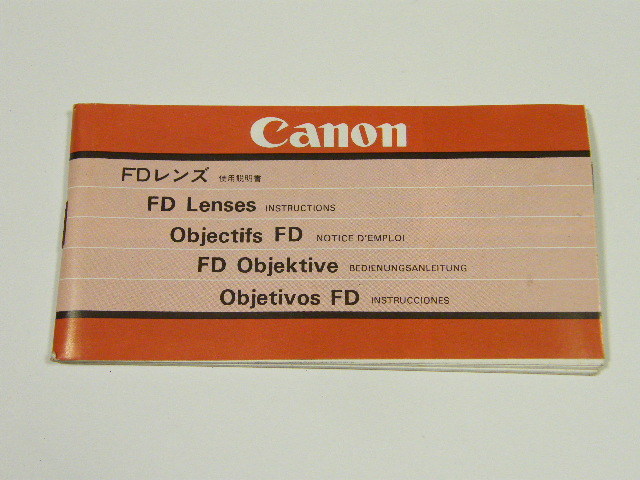 Canon
FDレンズ 使用説明書
FD Lenses INSTRUCTIONS
Objectifs FD NOTICE D'EMPLOI
FD Objektive BEDIENUNGSANLEITUNG
Objetivos FD INSTRUCCIONES